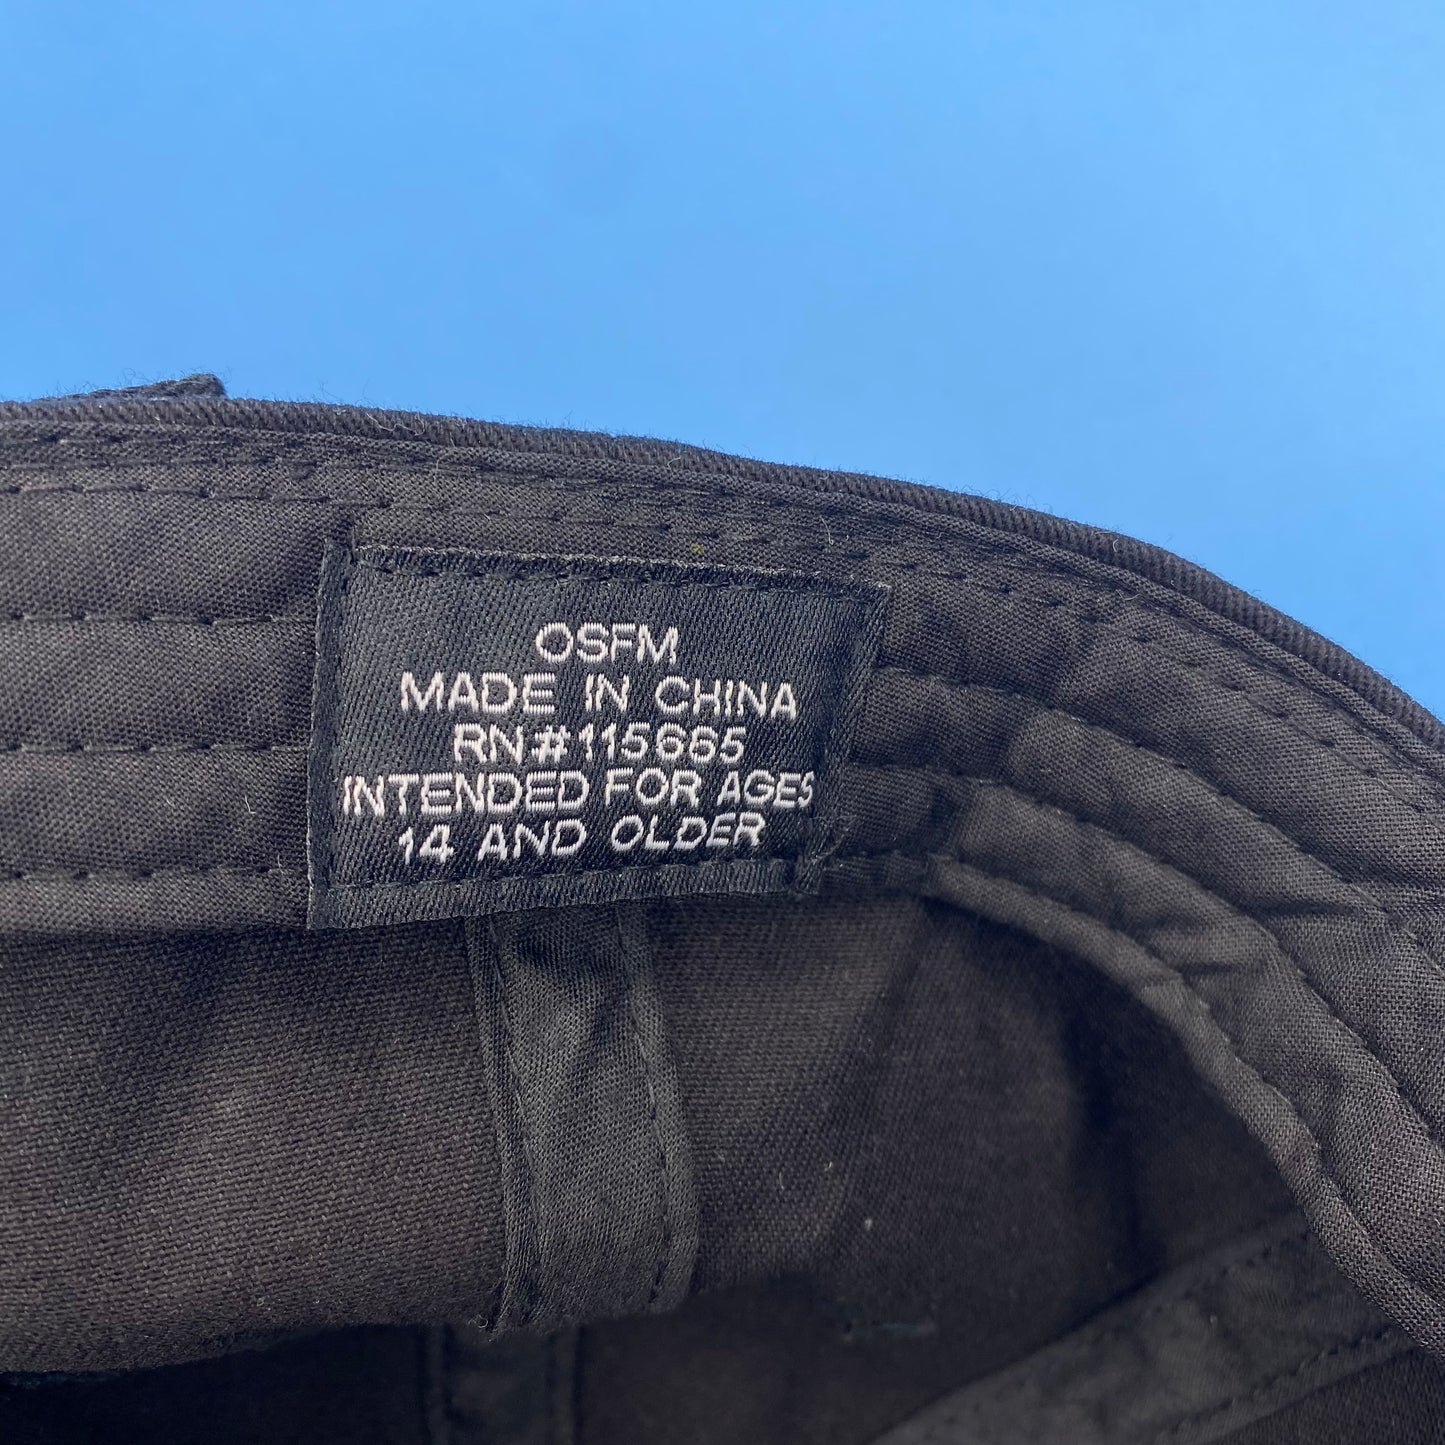 OSFM
MADE IN CHINA
RN#115665
INTENDED FOR AGES
14 AND OLDER